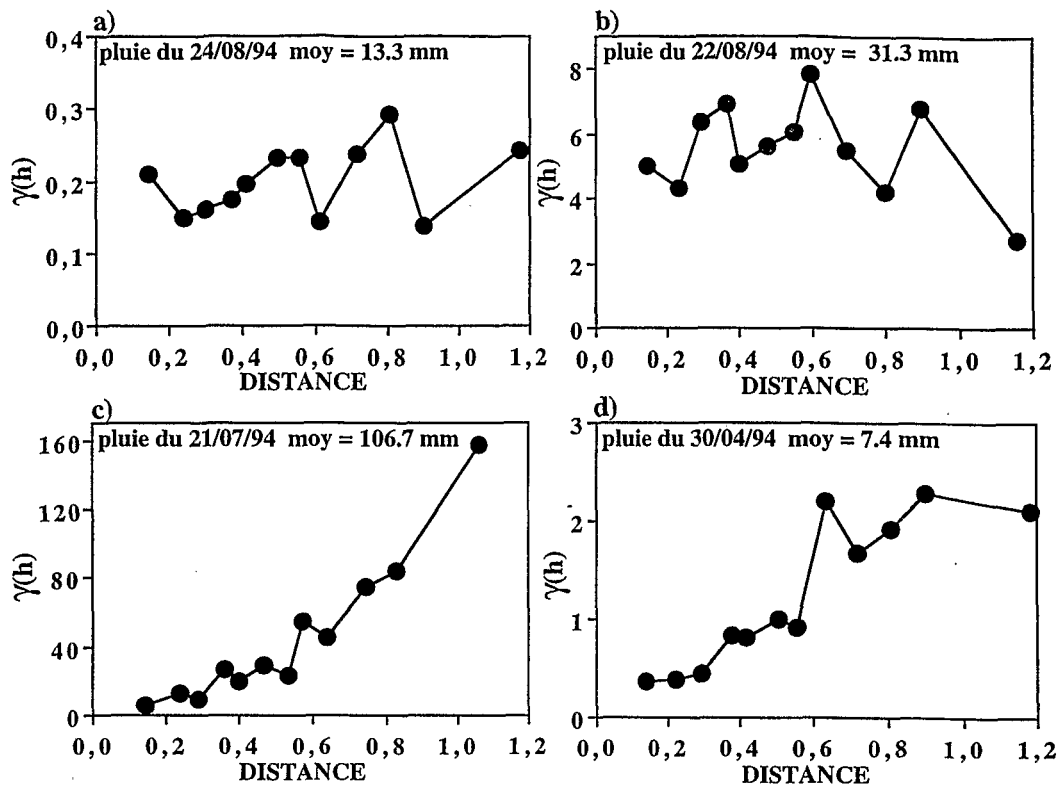 a)
pluie du 24/08/94 moy = 13.3 mm
0,4
0,3
0,2
0,1
0,0
γ(h)
0,0 0,2 0,4 0,6 0,8 1,0 1,2
DISTANCE
b)
pluie du 22/08/94 moy = 31.3 mm
8
6
4
2
0
γ(h)
0,0 0,2 0,4 0,6 0,8 1,0 1,2
DISTANCE
c)
pluie du 21/07/94 moy = 106.7 mm
160
120
80
40
0
γ(h)
0,0 0,2 0,4 0,6 0,8 1,0 1,2
DISTANCE
d)
pluie du 30/04/94 moy = 7.4 mm
3
2
1
0
γ(h)
0,0 0,2 0,4 0,6 0,8 1,0 1,2
DISTANCE